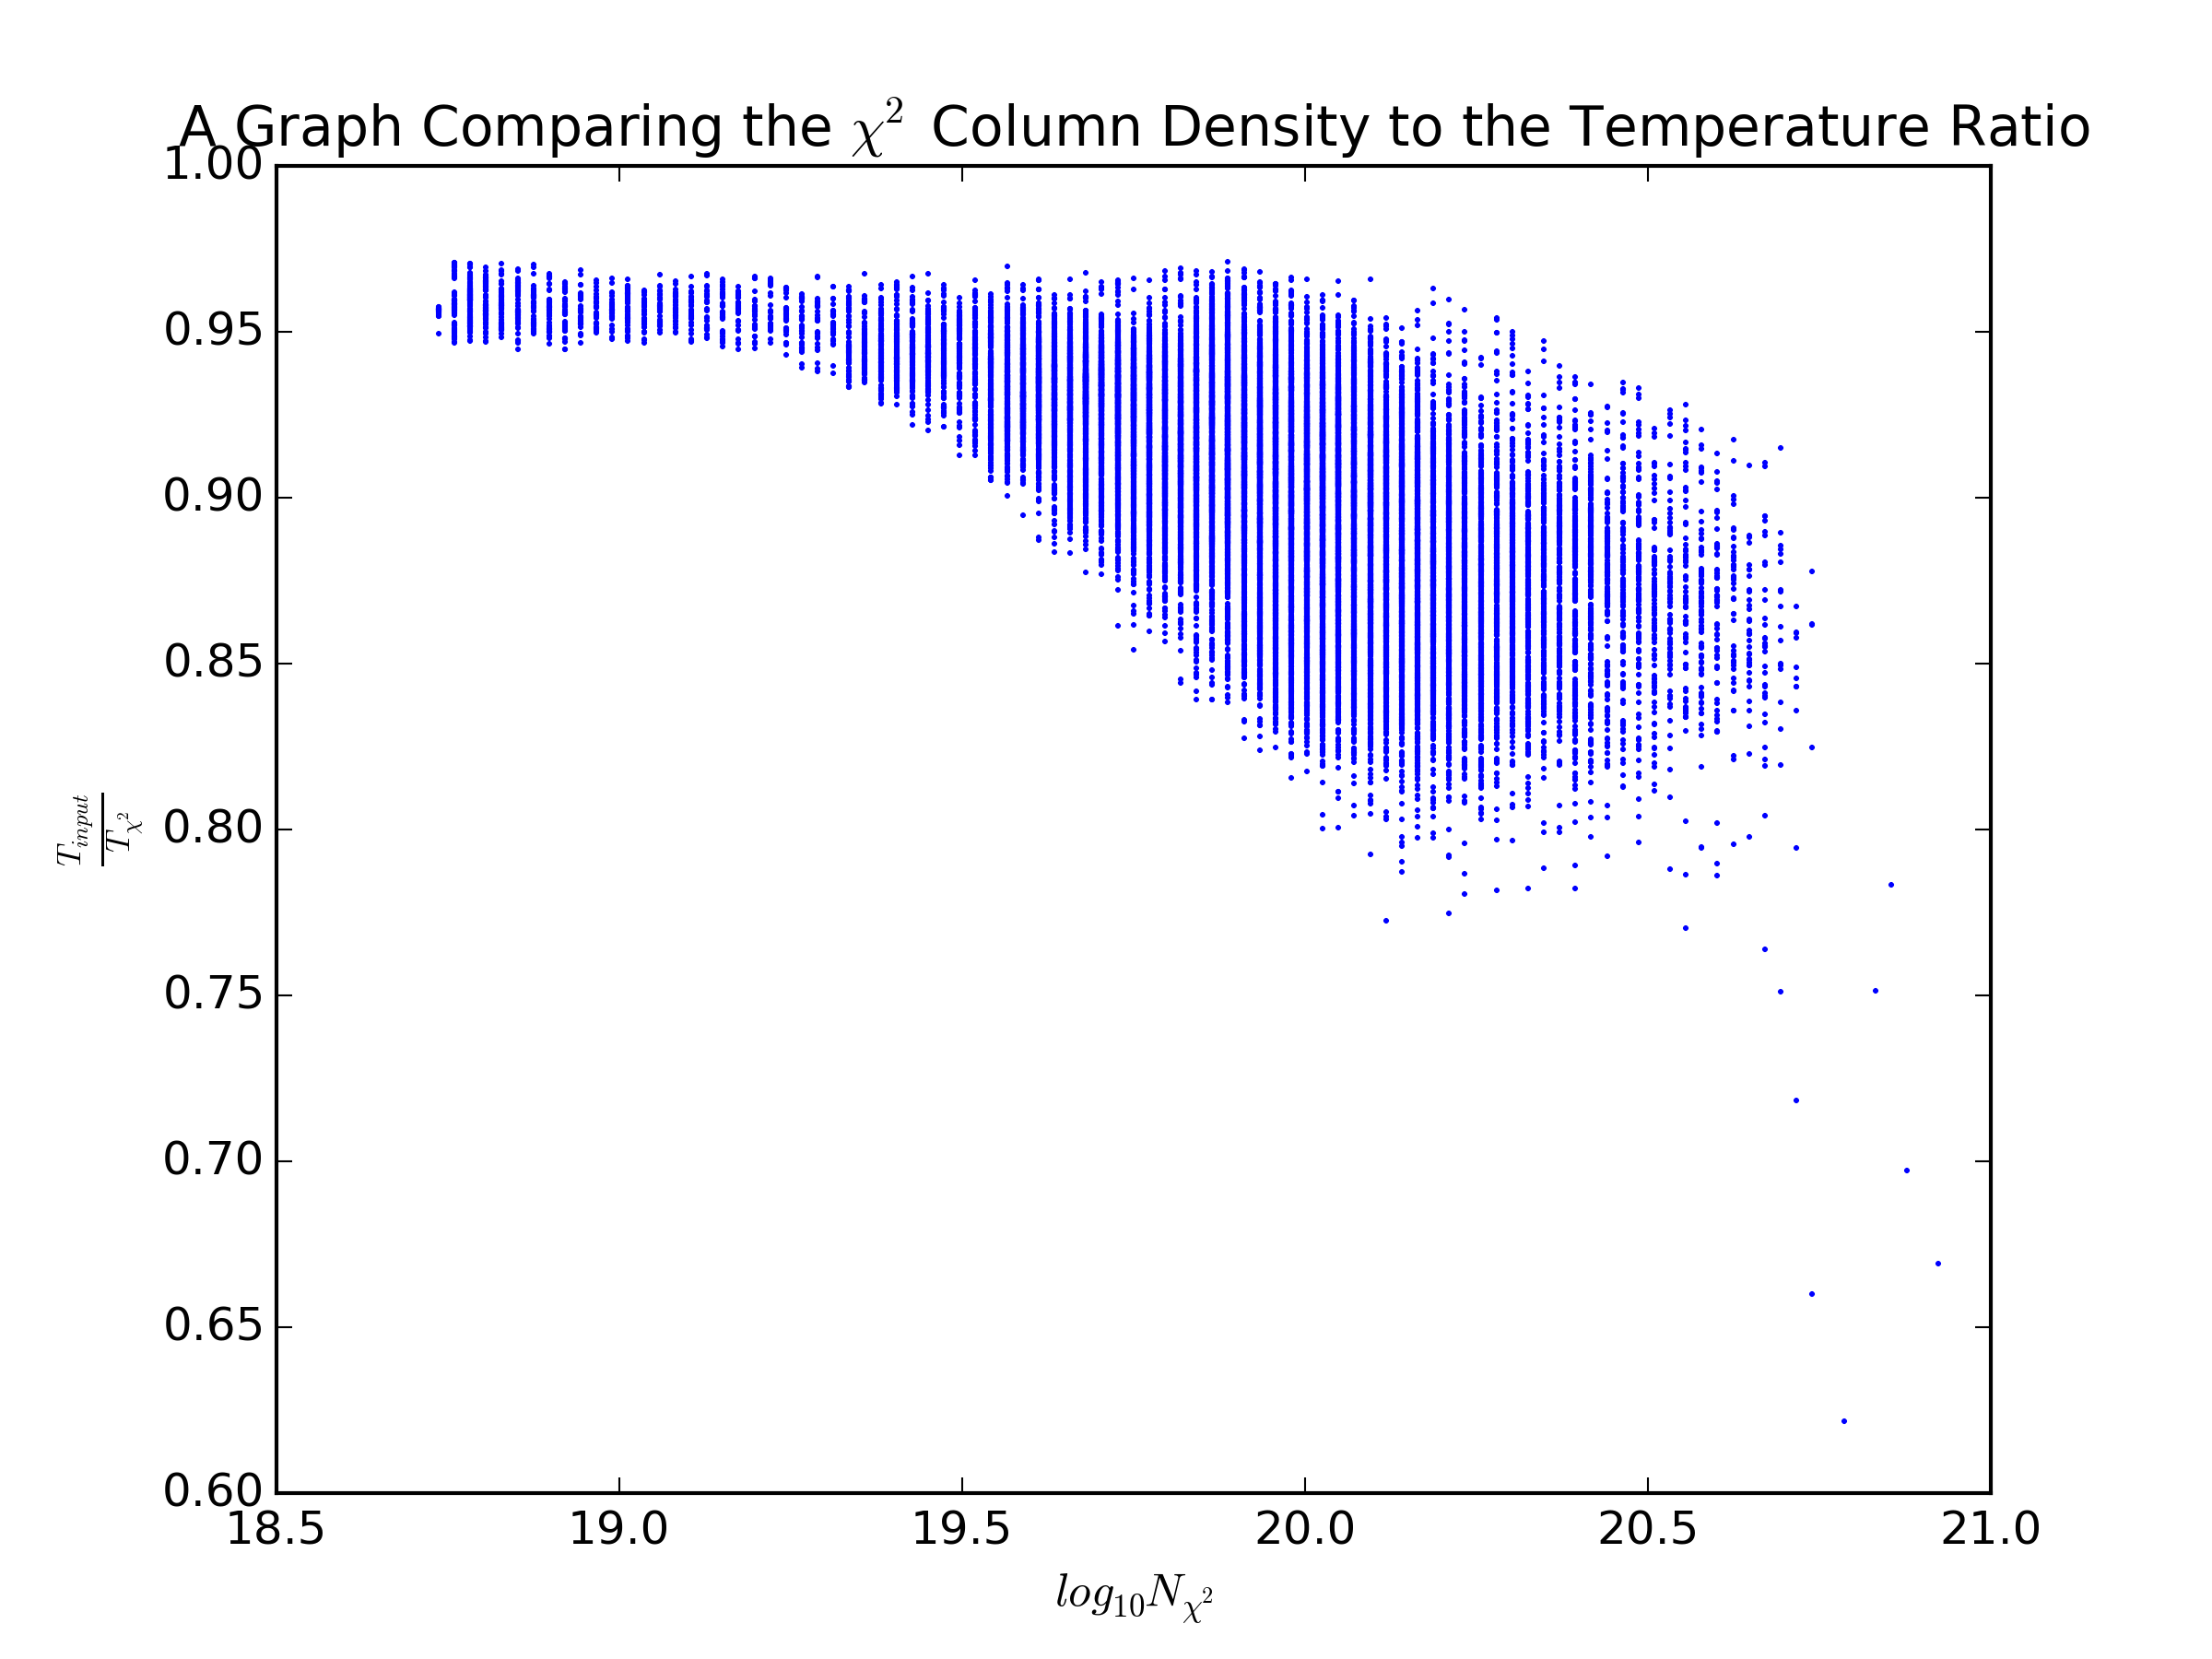 A Graph Comparing the χ² Column Density to the Temperature Ratio
1.00
0.95
0.90
0.85
0.80
0.75
0.70
0.65
0.60
T_input / T_χ²
18.5 19.0 19.5 20.0 20.5 21.0
log₁₀N_χ²